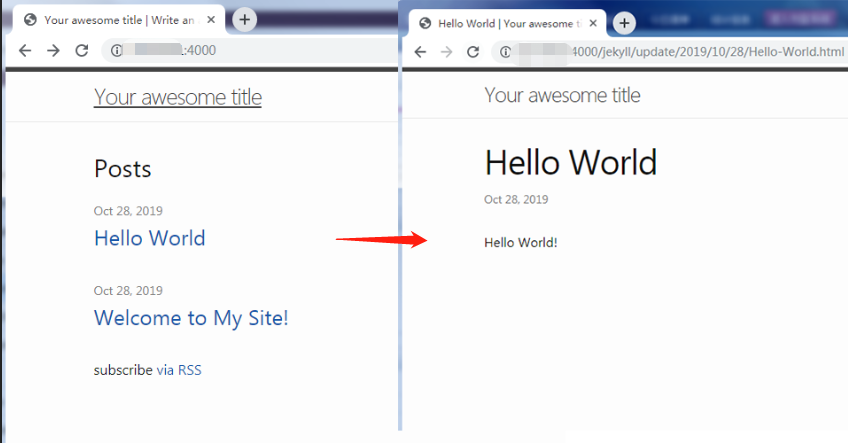 Your awesome title | Write an
:4000
Your awesome title
Posts
Oct 28, 2019
Hello World
Oct 28, 2019
Welcome to My Site!
subscribe via RSS
Hello World | Your awesome ti
4000/jekyll/update/2019/10/28/Hello-World.html
Your awesome title
Hello World
Oct 28, 2019
Hello World!